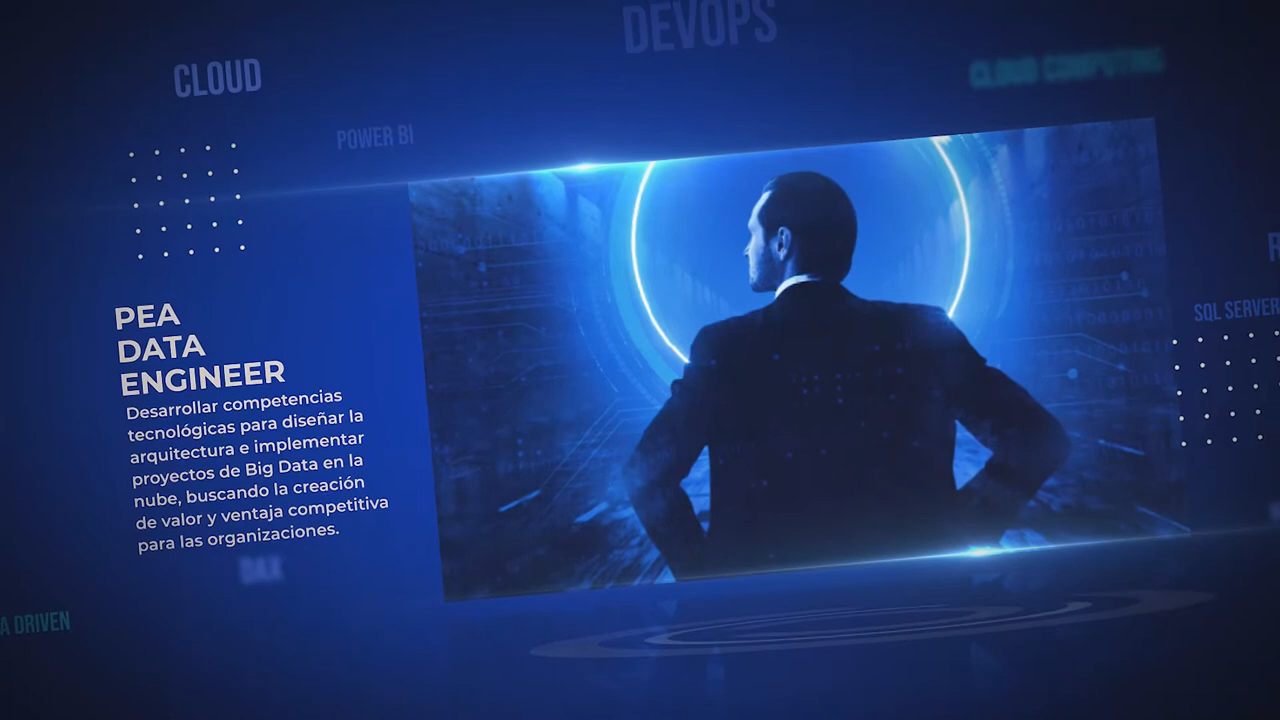 DEVOPS
CLOUD
CLOUD COMPUTING
POWER BI
SQL SERVER
PEA
DATA
ENGINEER
Desarrollar competencias
tecnológicas para diseñar la
arquitectura e implementar
proyectos de Big Data en la
nube, buscando la creación
de valor y ventaja competitiva
para las organizaciones.
DAX
DRIVEN